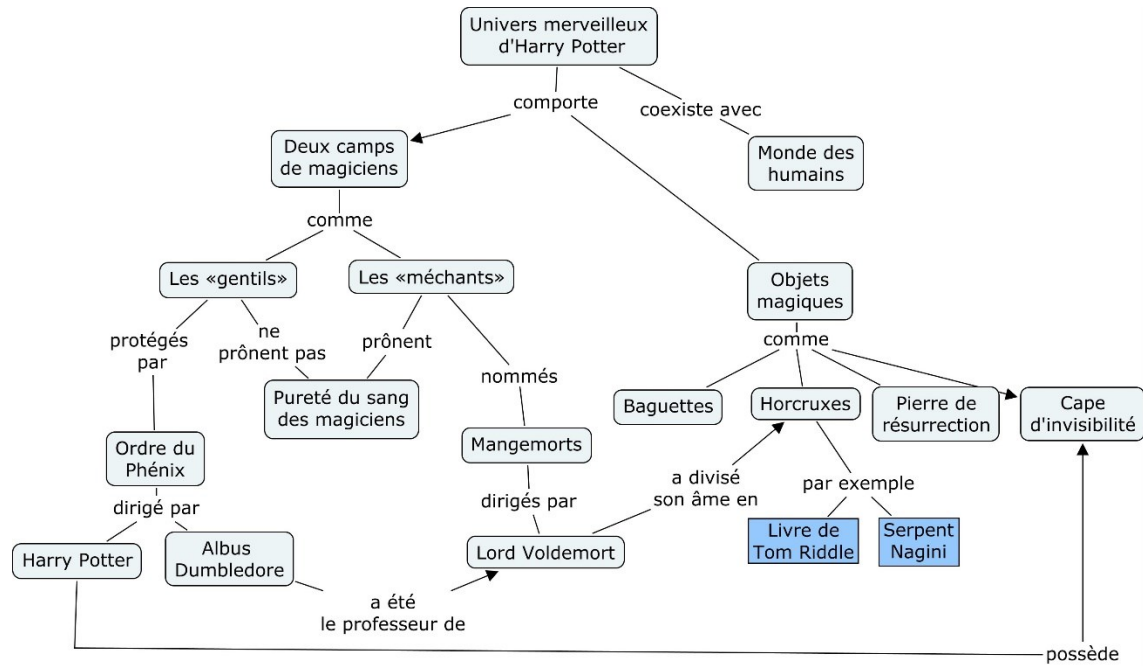 Univers merveilleux
d'Harry Potter
comporte
coexiste avec
Deux camps
de magiciens
Monde des
humains
comme
Les «gentils»
Les «méchants»
Objets
magiques
protégés
par
ne
prônent pas
prônent
nommés
comme
Pureté du sang
des magiciens
Baguettes
Horcruxes
Pierre de
résurrection
Cape
d'invisibilité
Ordre du
Phénix
Mangemorts
a divisé
son âme en
par exemple
dirigé par
dirigés par
Harry Potter
Albus
Dumbledore
Lord Voldemort
Livre de
Tom Riddle
Serpent
Nagini
a été
le professeur de
possède